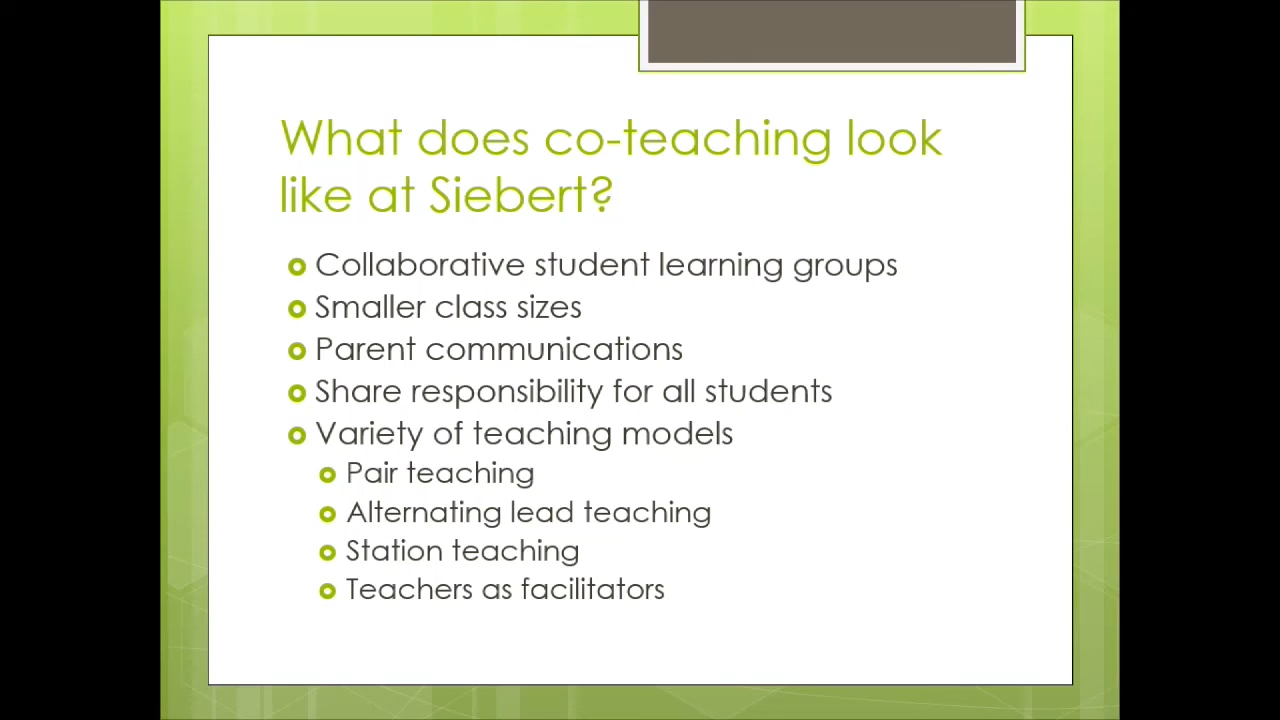 What does co-teaching look
like at Siebert?
Collaborative student learning groups
Smaller class sizes
Parent communications
Share responsibility for all students
Variety of teaching models
Pair teaching
Alternating lead teaching
Station teaching
Teachers as facilitators